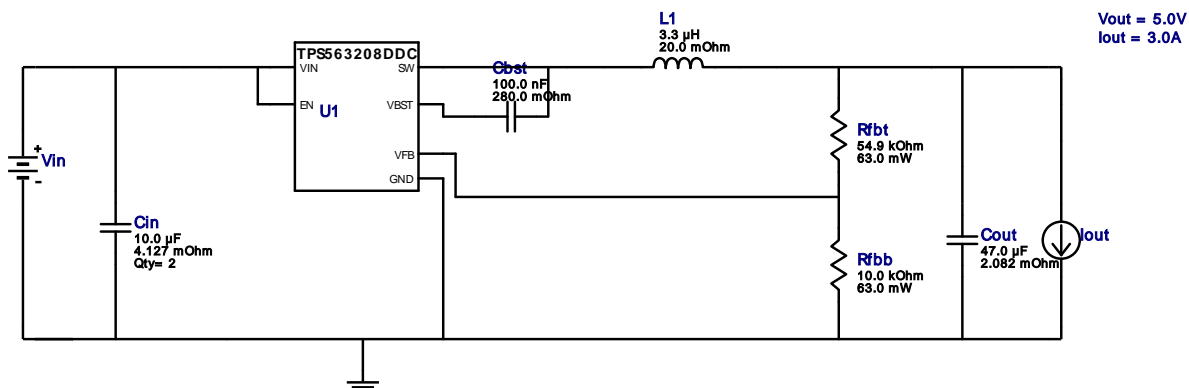 L1
3.3 µH
20.0 mOhm
Vout = 5.0V
Iout = 3.0A
TPS563208DDC
VIN
SW
Cbst
100.0 nF
280.0 mOhm
EN
VBST
U1
VFB
GND
+
Vin
-
Rfbt
54.9 kOhm
63.0 mW
Cin
10.0 µF
4.127 mOhm
Qty= 2
Rfbb
10.0 kOhm
63.0 mW
Cout
47.0 µF
2.082 mOhm
Iout